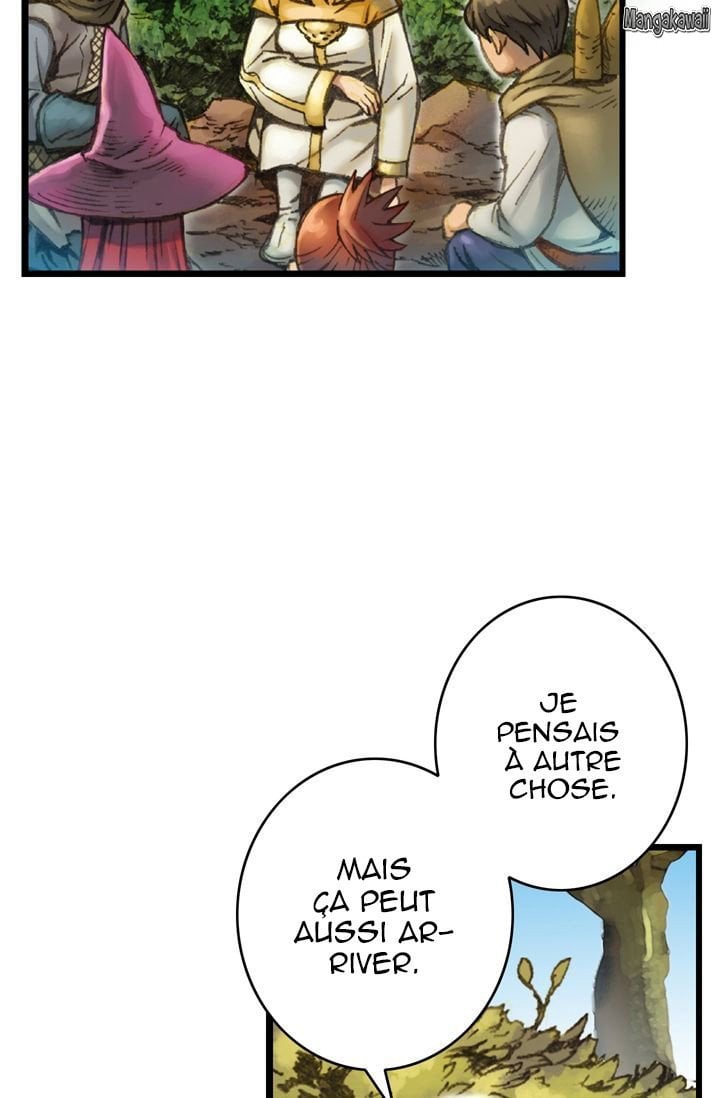 Mangakawaii
JE
PENSAIS
À AUTRE
CHOSE.
MAIS
ÇA PEUT
AUSSI AR-
RIVER.